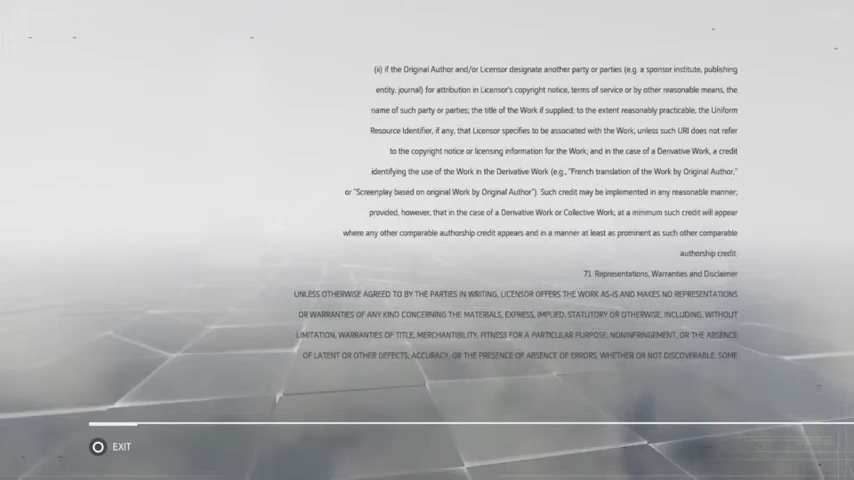 (ii) if the Original Author and/or Licensor designate another party or parties (e.g. a sponsor institute, publishing
entity, journal) for attribution in Licensor's copyright notice, terms of service or by other reasonable means, the
name of such party or parties; the title of the Work if supplied; to the extent reasonably practicable, the Uniform
Resource Identifier, if any, that Licensor specifies to be associated with the Work, unless such URI does not refer
to the copyright notice or licensing information for the Work; and in the case of a Derivative Work, a credit
identifying the use of the Work in the Derivative Work (e.g., "French translation of the Work by Original Author,"
or "Screenplay based on original Work by Original Author"). Such credit may be implemented in any reasonable manner;
provided, however, that in the case of a Derivative Work or Collective Work, at a minimum such credit will appear
where any other comparable authorship credit appears and in a manner at least as prominent as such other comparable
authorship credit.
71 Representations, Warranties and Disclaimer
UNLESS OTHERWISE AGREED TO BY THE PARTIES IN WRITING, LICENSOR OFFERS THE WORK AS-IS AND MAKES NO REPRESENTATIONS
OR WARRANTIES OF ANY KIND CONCERNING THE MATERIALS, EXPRESS, IMPLIED, STATUTORY OR OTHERWISE, INCLUDING, WITHOUT
LIMITATION, WARRANTIES OF TITLE, MERCHANTIBILITY, FITNESS FOR A PARTICULAR PURPOSE, NONINFRINGEMENT, OR THE ABSENCE
OF LATENT OR OTHER DEFECTS, ACCURACY, OR THE PRESENCE OF ABSENCE OF ERRORS, WHETHER OR NOT DISCOVERABLE. SOME
EXIT